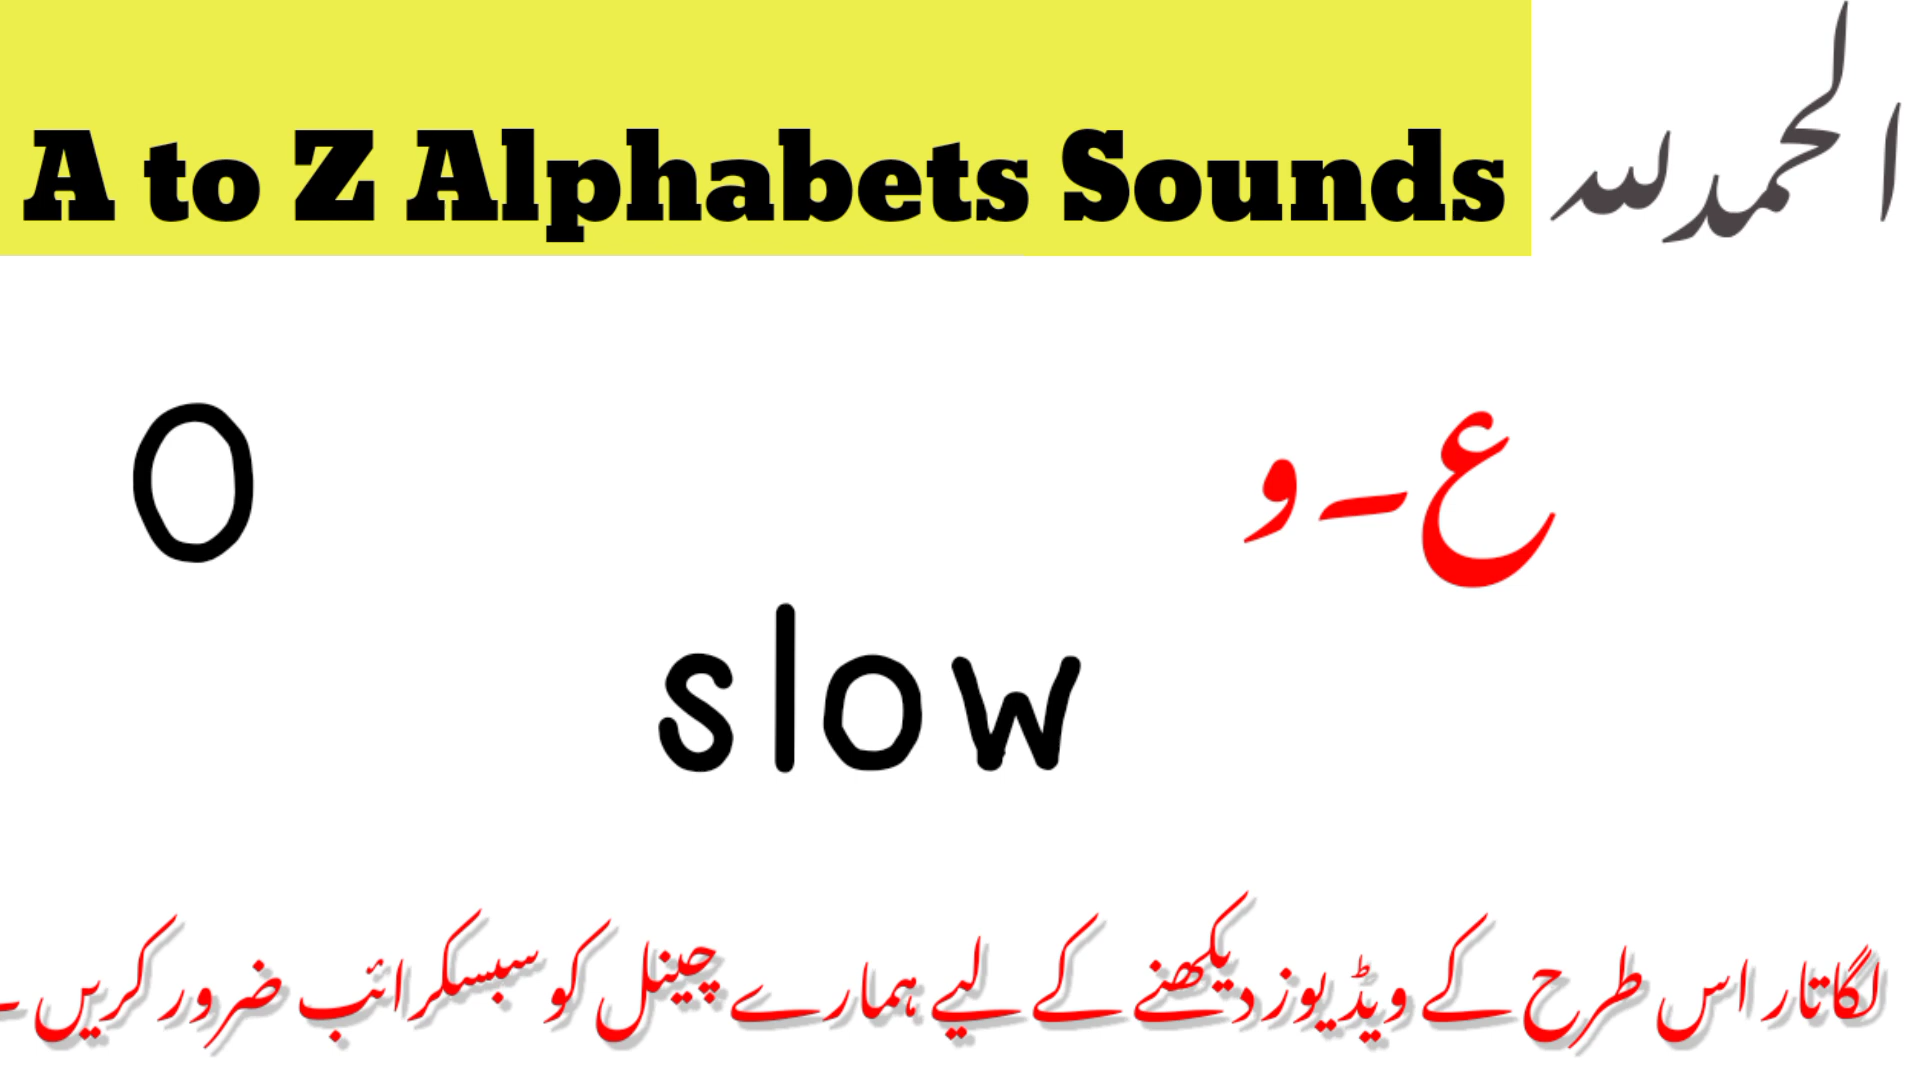 A to Z Alphabets Sounds
الحمدللہ
O
ع۔و
slow
لگاتار اس طرح کے ویڈیوز دیکھنے کے لیے ہمارے چینل کو سبسکرائب ضرور کریں۔